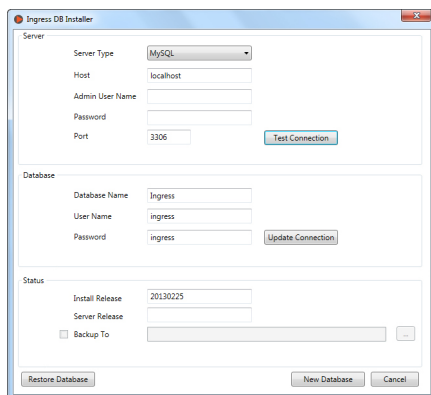 Ingress DB Installer
Server
Server Type MySQL
Host localhost
Admin User Name
Password
Port 3306 Test Connection
Database
Database Name Ingress
User Name ingress
Password ingress Update Connection
Status
Install Release 20130225
Server Release
Backup To ...
Restore Database New Database Cancel